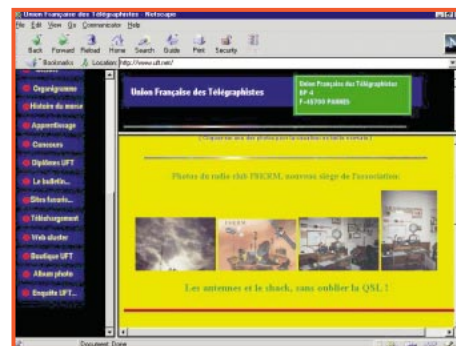 Union Française des Télégraphistes - Netscape
File Edit View Go Communicator Help
Back Forward Reload Home Search Guide Print Security
Bookmarks Location: http://www.uft.net/
Organigramme
Histoire du morse
Apprentissage
Concours
Diplômes UFT
Le bulletin...
Sites favoris...
Téléchargement
Web cluster
Boutique UFT
Album photo
Enquête UFT...
Union Française des Télégraphistes
Union Française des Télégraphistes
BP 4
F-45700 PANNES
Photos du radio club F8KRM, nouveau siège de l'association:
Les antennes et le shack, sans oublier la QSL !
Document: Done